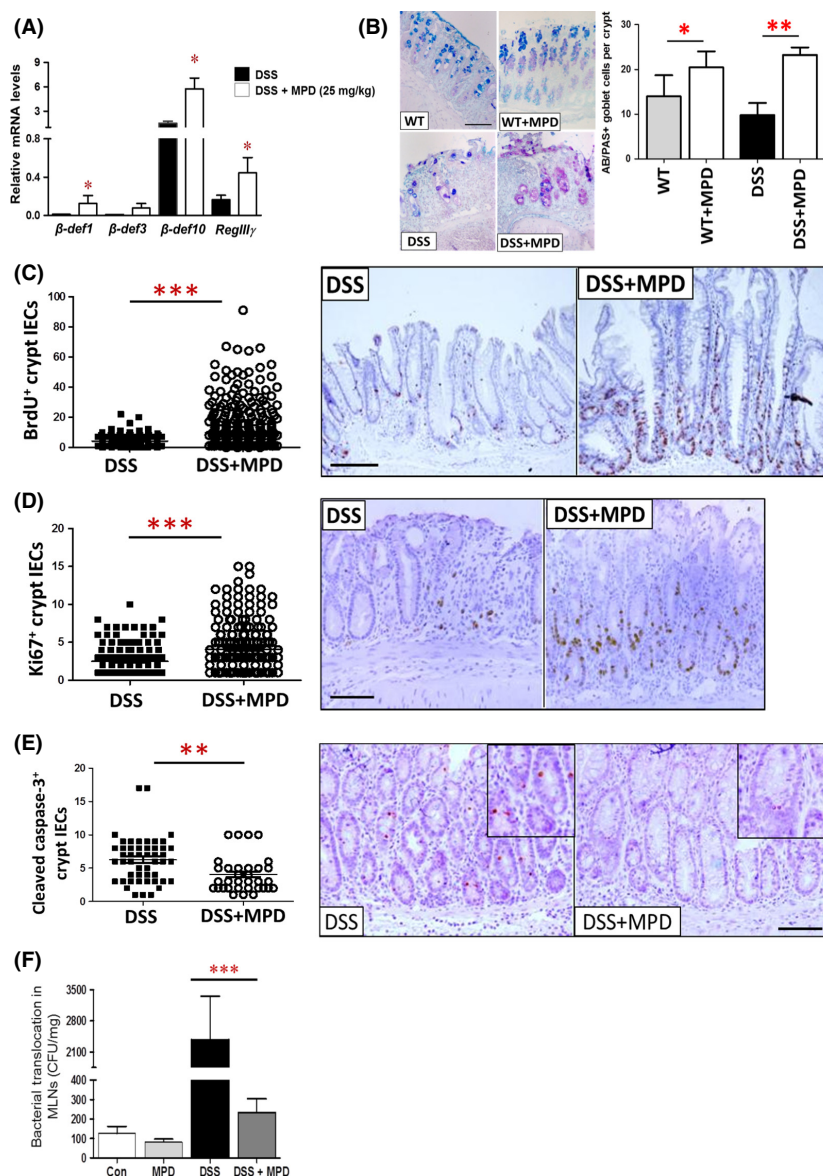 (A)
Relative mRNA levels
9
6
3
0.8
0.4
0.0
*
*
*
DSS
DSS + MPD (25 mg/kg)
β-def1
β-def3
β-def10
RegIIIγ
(B)
WT
WT+MPD
DSS
DSS+MPD
AB/PAS+ goblet cells per crypt
30
20
10
0
*
**
WT
WT+MPD
DSS
DSS+MPD
(C)
BrdU⁺ crypt IECs
100
80
60
40
20
0
***
DSS
DSS+MPD
DSS
DSS+MPD
(D)
Ki67⁺ crypt IECs
20
15
10
5
0
***
DSS
DSS+MPD
DSS
DSS+MPD
(E)
Cleaved caspase-3⁺
crypt IECs
20
15
10
5
0
**
DSS
DSS+MPD
DSS
DSS+MPD
(F)
Bacterial translocation in
MLNs (CFU/mg)
3500
2800
2100
400
300
200
100
0
***
Con
MPD
DSS
DSS + MPD